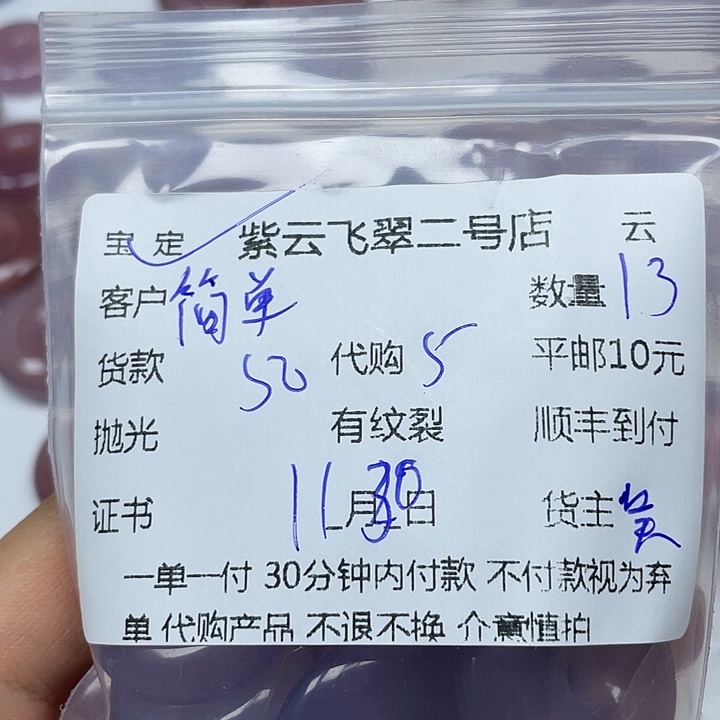 宝定 紫云飞翠二号店 云
客户 简单 数量 13
货款 50 代购 5 平邮10元
抛光 有纹裂 顺丰到付
证书 11月30日 货主
一单一付 30分钟内付款 不付款视为弃
单 代购产品 不退不换 介意慎拍